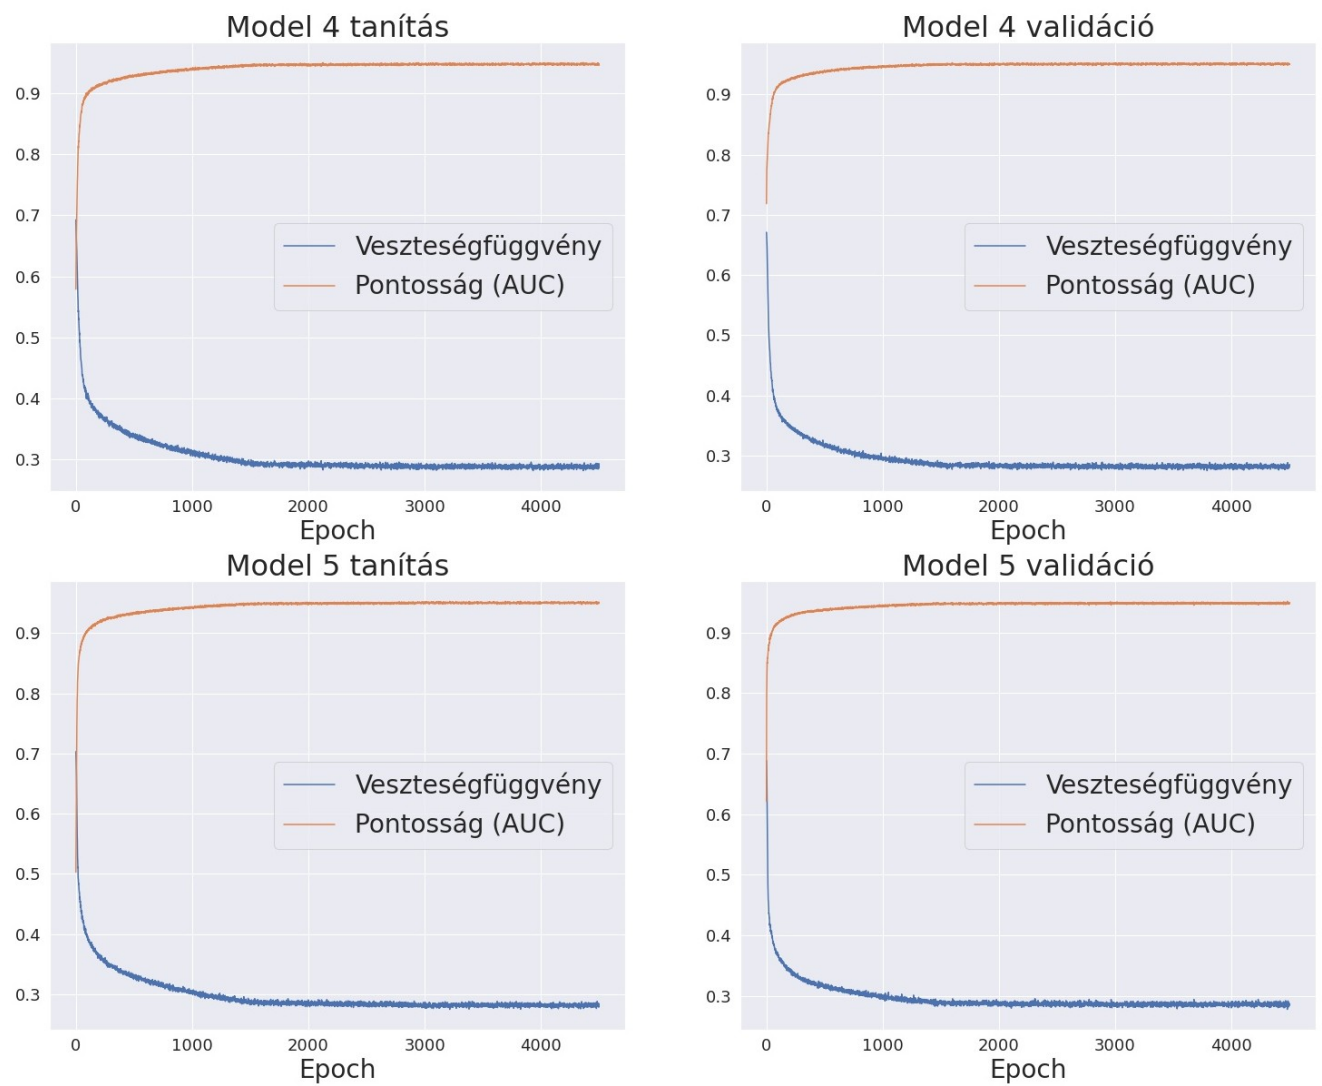 Model 4 tanítás
0.9
0.8
0.7
0.6
0.5
0.4
0.3
Veszteségfüggvény
Pontosság (AUC)
0 1000 2000 3000 4000
Epoch
Model 4 validáció
0.9
0.8
0.7
0.6
0.5
0.4
0.3
Veszteségfüggvény
Pontosság (AUC)
0 1000 2000 3000 4000
Epoch
Model 5 tanítás
0.9
0.8
0.7
0.6
0.5
0.4
0.3
Veszteségfüggvény
Pontosság (AUC)
0 1000 2000 3000 4000
Epoch
Model 5 validáció
0.9
0.8
0.7
0.6
0.5
0.4
0.3
Veszteségfüggvény
Pontosság (AUC)
0 1000 2000 3000 4000
Epoch